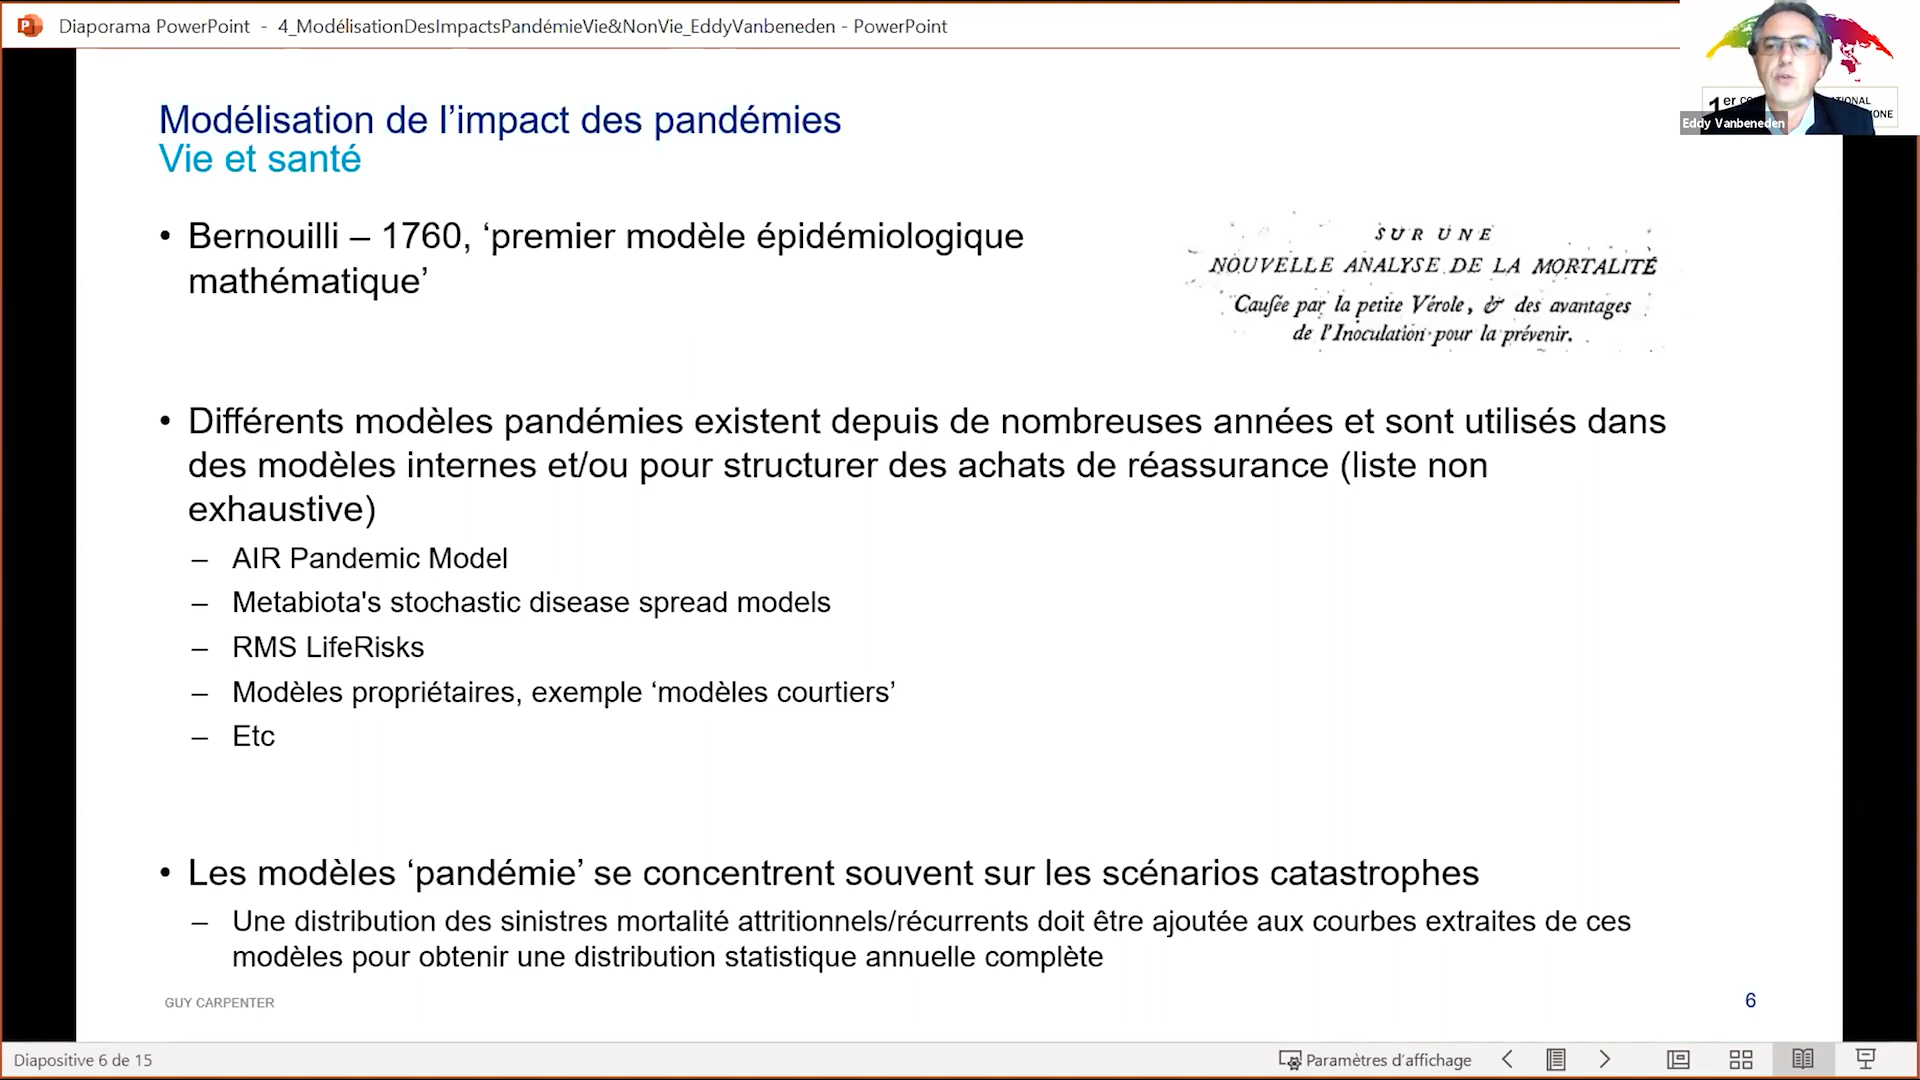 Diaporama PowerPoint - 4_ModélisationDesImpactsPandémieVie&NonVie_EddyVanbeneden - PowerPoint
1er
Eddy Vanbeneden
Modélisation de l’impact des pandémies
Vie et santé
• Bernouilli – 1760, ‘premier modèle épidémiologique
mathématique’
SUR UNE
NOUVELLE ANALYSE DE LA MORTALITÉ
Cauſée par la petite Vérole, & des avantages
de l’Inoculation pour la prévenir.
• Différents modèles pandémies existent depuis de nombreuses années et sont utilisés dans
des modèles internes et/ou pour structurer des achats de réassurance (liste non
exhaustive)
– AIR Pandemic Model
– Metabiota's stochastic disease spread models
– RMS LifeRisks
– Modèles propriétaires, exemple ‘modèles courtiers’
– Etc
• Les modèles ‘pandémie’ se concentrent souvent sur les scénarios catastrophes
– Une distribution des sinistres mortalité attritionnels/récurrents doit être ajoutée aux courbes extraites de ces
modèles pour obtenir une distribution statistique annuelle complète
GUY CARPENTER
6
Diapositive 6 de 15
Paramètres d’affichage